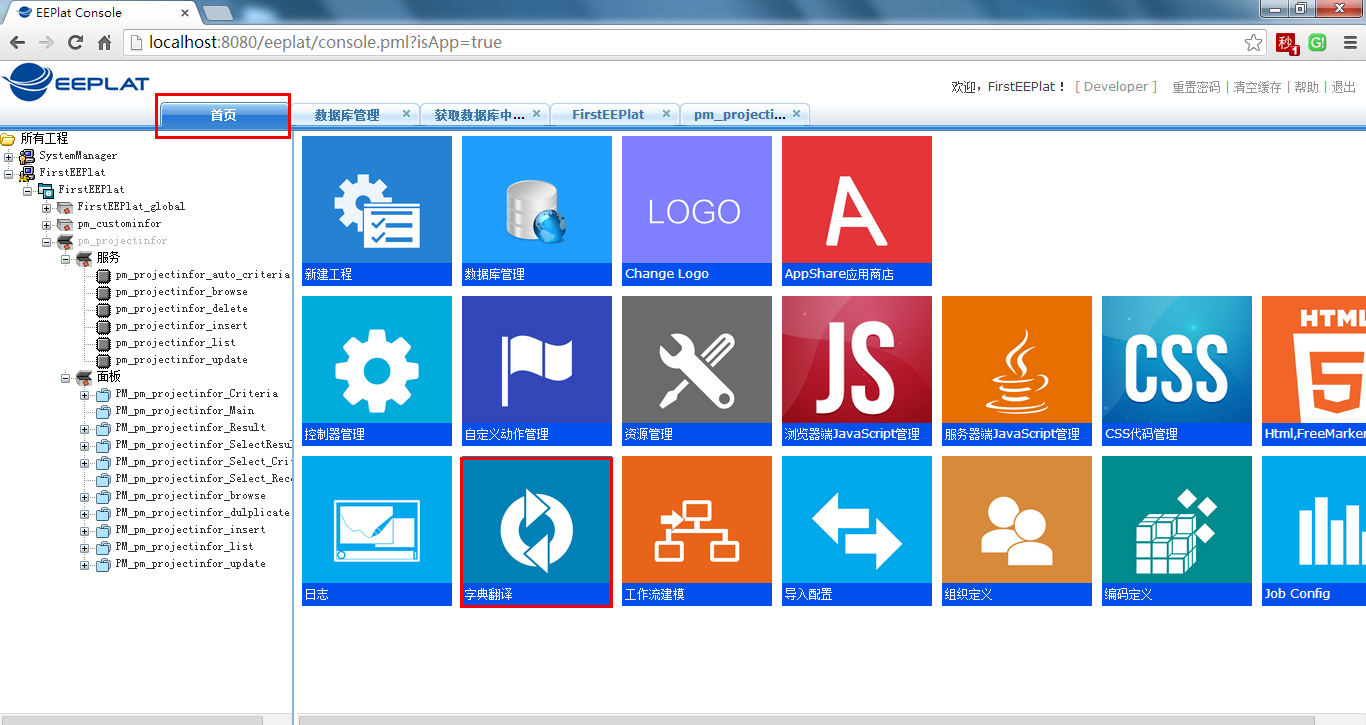 EEPlat Console
localhost:8080/eeplat/console.pml?isApp=true
秒 1 G!
EEPLAT
欢迎，FirstEEPlat！ [ Developer ] 重置密码 | 清空缓存 | 帮助 | 退出
首页 数据库管理 获取数据库中... FirstEEPlat pm_projecti...
所有工程
SystemManager
FirstEEPlat
FirstEEPlat
FirstEEPlat_global
pm_custominfor
pm_projectinfor
服务
pm_projectinfor_auto_criteria
pm_projectinfor_browse
pm_projectinfor_delete
pm_projectinfor_insert
pm_projectinfor_list
pm_projectinfor_update
面板
PM_pm_projectinfor_Criteria
PM_pm_projectinfor_Main
PM_pm_projectinfor_Result
PM_pm_projectinfor_SelectResul
PM_pm_projectinfor_Select_Crit
PM_pm_projectinfor_Select_Reco
PM_pm_projectinfor_browse
PM_pm_projectinfor_dulplicate
PM_pm_projectinfor_insert
PM_pm_projectinfor_list
PM_pm_projectinfor_update
LOGO A
新建工程 数据库管理 Change Logo AppShare应用商店
JS CSS HTML 5
控制器管理 自定义动作管理 资源管理 浏览器端JavaScript管理 服务器端JavaScript管理 CSS代码管理 Html,FreeMarker
日志 字典翻译 工作流建模 导入配置 组织定义 编码定义 Job Config